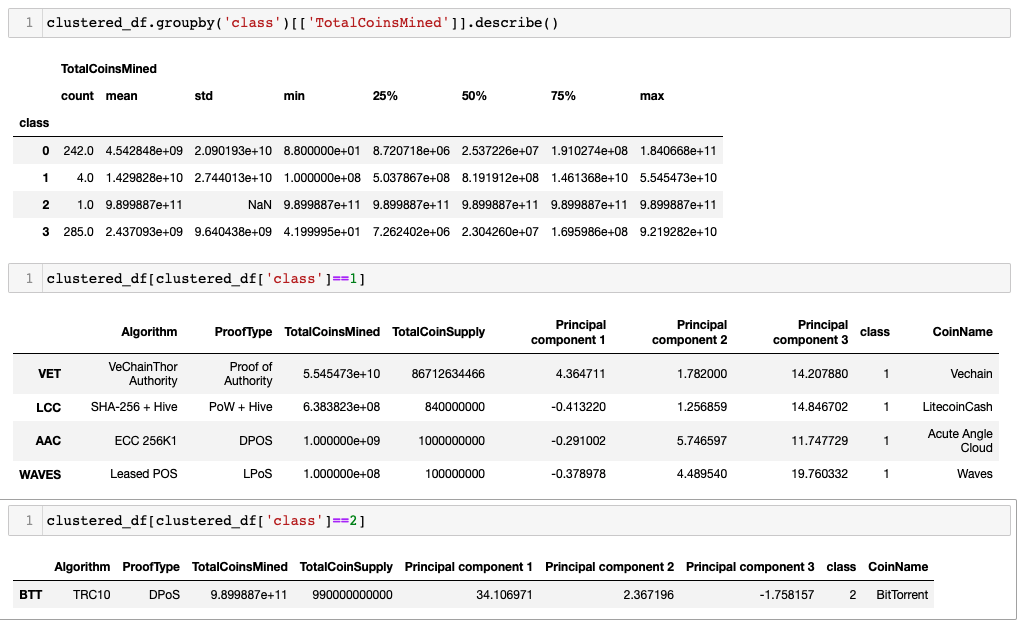 1 clustered_df.groupby('class')[['TotalCoinsMined']].describe()
TotalCoinsMined
count mean std min 25% 50% 75% max
class
0 242.0 4.542848e+09 2.090193e+10 8.800000e+01 8.720718e+06 2.537226e+07 1.910274e+08 1.840668e+11
1 4.0 1.429828e+10 2.744013e+10 1.000000e+08 5.037867e+08 8.191912e+08 1.461368e+10 5.545473e+10
2 1.0 9.899887e+11 NaN 9.899887e+11 9.899887e+11 9.899887e+11 9.899887e+11 9.899887e+11
3 285.0 2.437093e+09 9.640438e+09 4.199995e+01 7.262402e+06 2.304260e+07 1.695986e+08 9.219282e+10
1 clustered_df[clustered_df['class']==1]
Algorithm ProofType TotalCoinsMined TotalCoinSupply Principal component 1 Principal component 2 Principal component 3 class CoinName
VET VeChainThor Authority Proof of Authority 5.545473e+10 86712634466 4.364711 1.782000 14.207880 1 Vechain
LCC SHA-256 + Hive PoW + Hive 6.383823e+08 840000000 -0.413220 1.256859 14.846702 1 LitecoinCash
AAC ECC 256K1 DPOS 1.000000e+09 1000000000 -0.291002 5.746597 11.747729 1 Acute Angle Cloud
WAVES Leased POS LPoS 1.000000e+08 100000000 -0.378978 4.489540 19.760332 1 Waves
1 clustered_df[clustered_df['class']==2]
Algorithm ProofType TotalCoinsMined TotalCoinSupply Principal component 1 Principal component 2 Principal component 3 class CoinName
BTT TRC10 DPoS 9.899887e+11 990000000000 34.106971 2.367196 -1.758157 2 BitTorrent